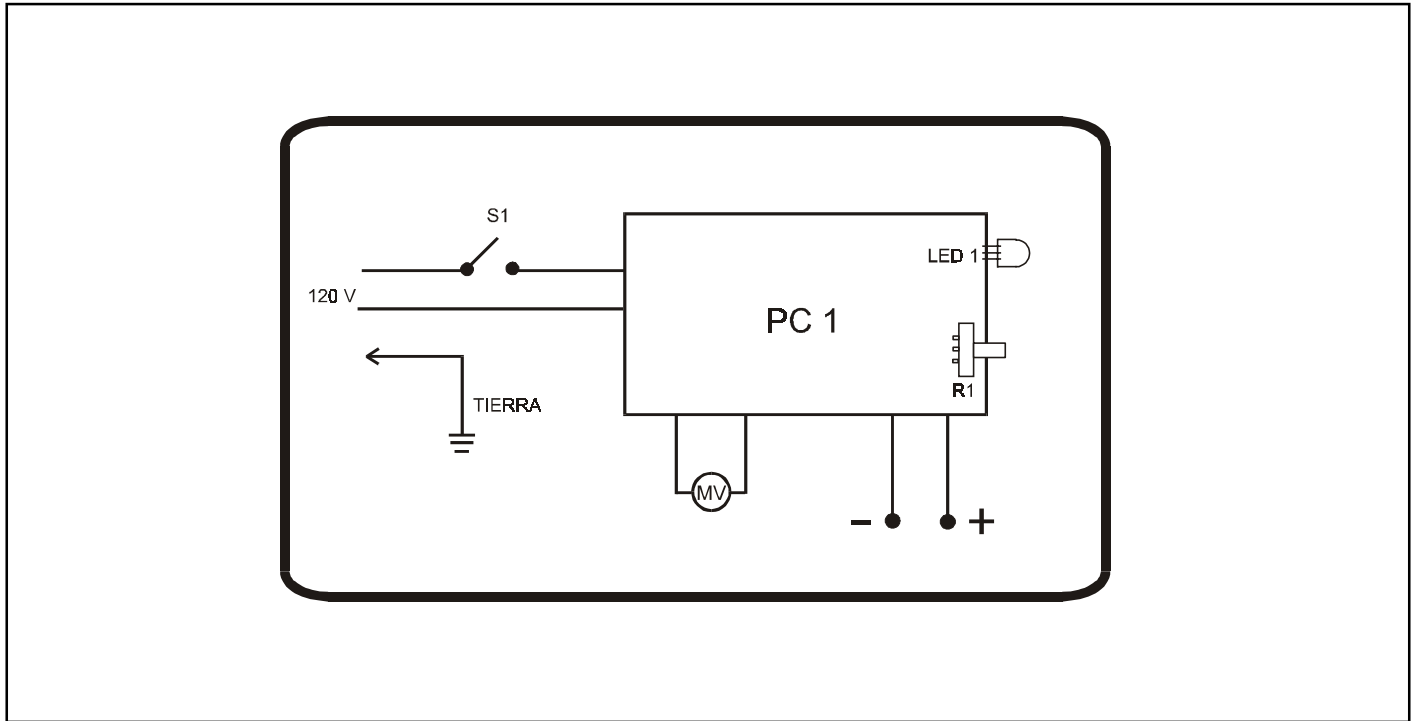 S1
LED 1
120 V
PC 1
R1
TIERRA
MV
- +